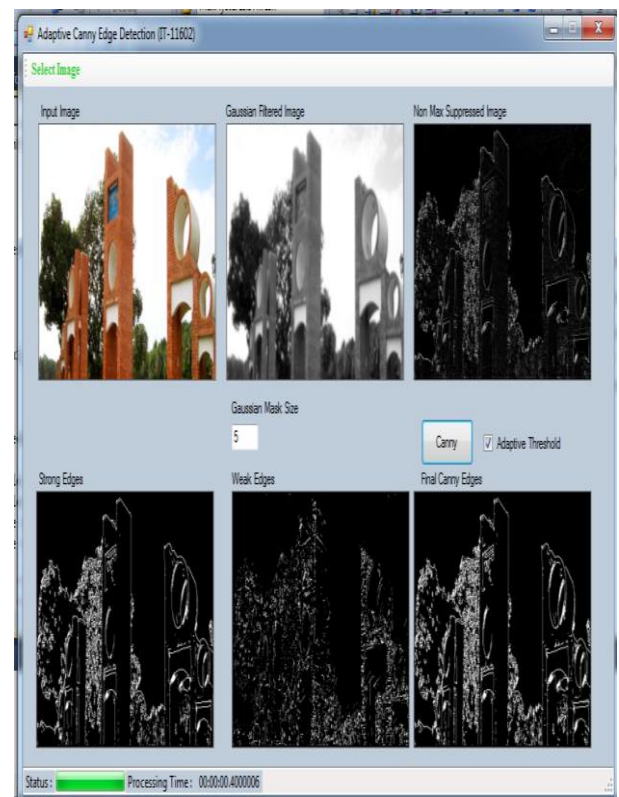 Adaptive Canny Edge Detection (IT-11602)
Select Image
Input Image
Gaussian Filtered Image
Non Max Suppressed Image
Gaussian Mask Size
5
Canny
Adaptive Threshold
Strong Edges
Weak Edges
Final Canny Edges
Status :
Processing Time : 00:00:00.4000006